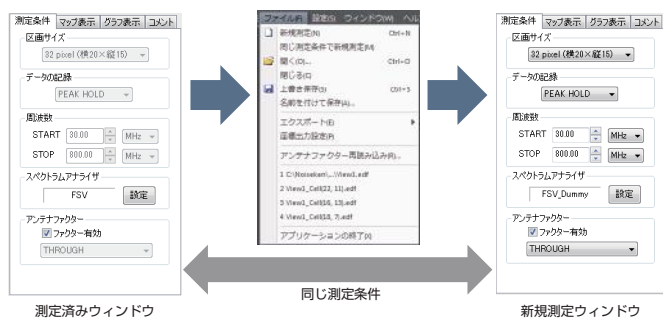 測定条件 マップ表示 グラフ表示 コメント
区画サイズ
32 pixel (横20×縦15)
データの記録
PEAK HOLD
周波数
START 30.00 MHz
STOP 800.00 MHz
スペクトラムアナライザ
FSV 設定
アンテナファクター
ファクター有効
THROUGH
測定済みウィンドウ
ファイル(F) 設定(S) ウィンドウ(W) ヘル
新規測定(N) Ctrl+N
同じ測定条件で新規測定(M)
開く(O)... Ctrl+O
閉じる(C)
上書き保存(S) Ctrl+S
名前を付けて保存(A)...
エクスポート(E)
座標出力設定(P)
アンテナファクター再読み込み(R)...
1 C:\Noiseken\...\View1.edf
2 View1_Cell(22, 11).edf
3 View1_Cell(16, 13).edf
4 View1_Cell(18, 7).edf
アプリケーションの終了(X)
同じ測定条件
測定条件 マップ表示 グラフ表示 コメント
区画サイズ
32 pixel (横20×縦15)
データの記録
PEAK HOLD
周波数
START 30.00 MHz
STOP 800.00 MHz
スペクトラムアナライザ
FSV_Dummy 設定
アンテナファクター
ファクター有効
THROUGH
新規測定ウィンドウ